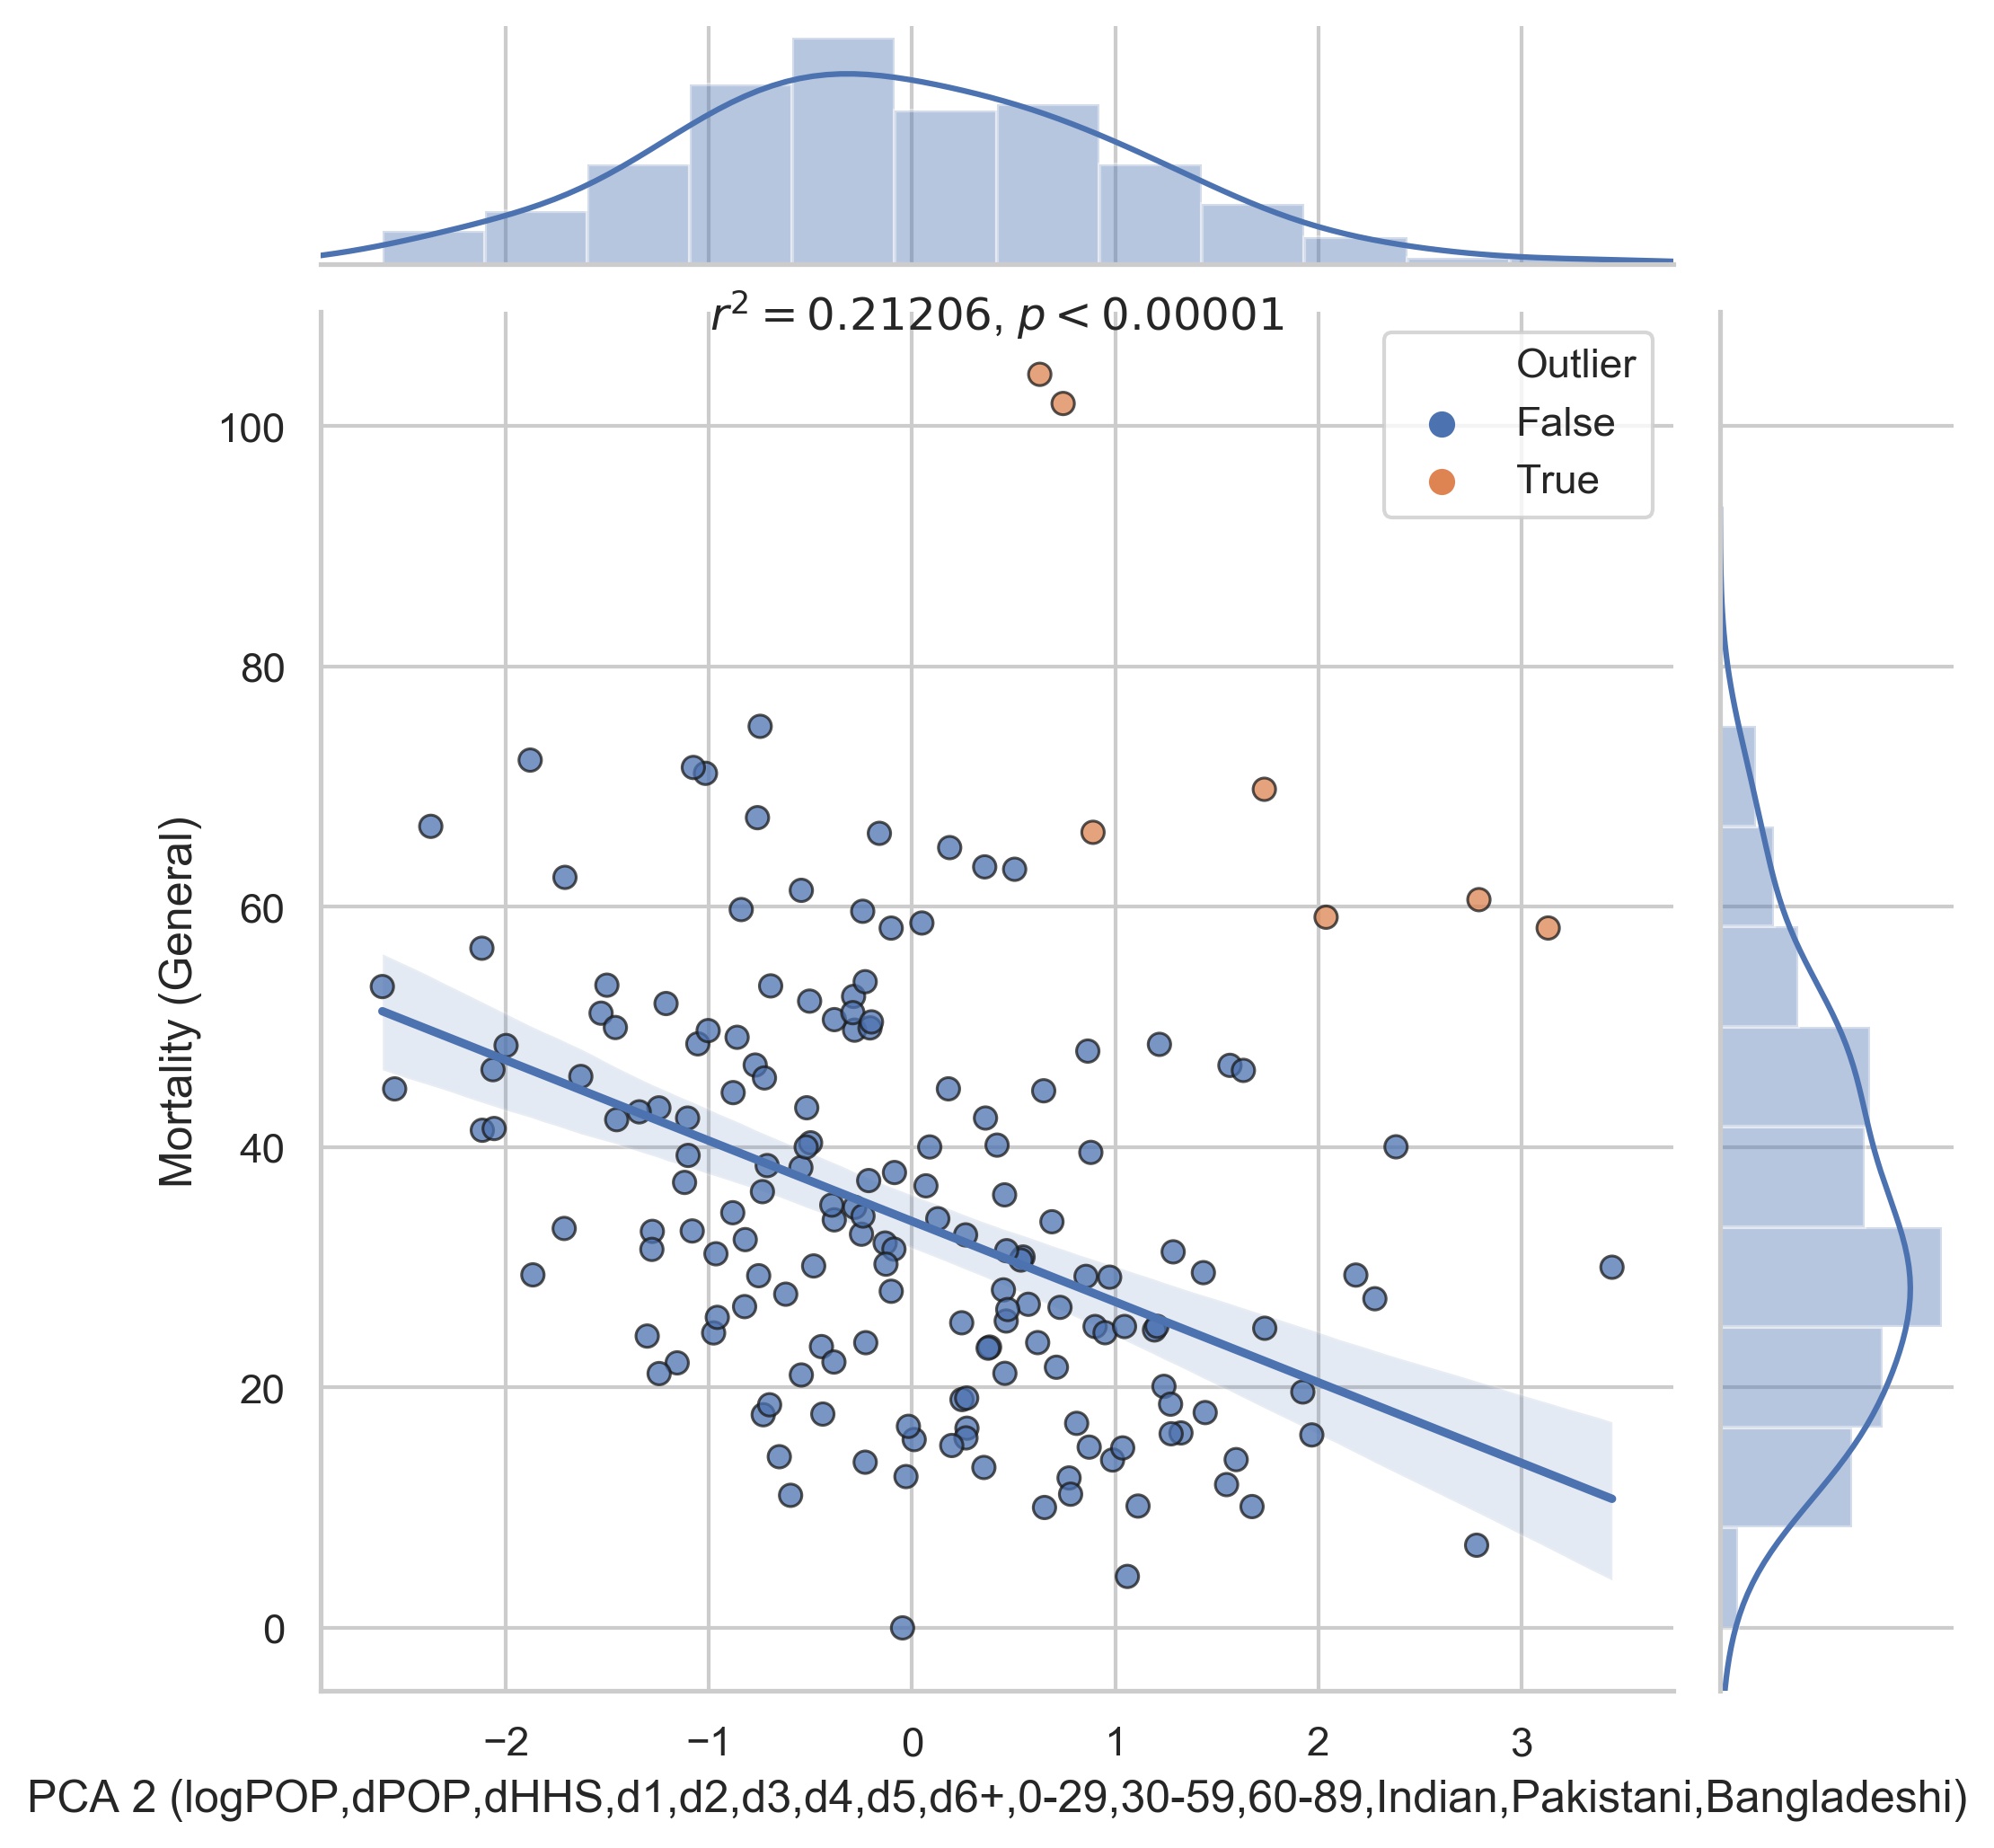 r² = 0.21206, p < 0.00001
Outlier
False
True
100
80
60
40
20
0
Mortality (General)
−2 −1 0 1 2 3
PCA 2 (logPOP,dPOP,dHHS,d1,d2,d3,d4,d5,d6+,0-29,30-59,60-89,Indian,Pakistani,Bangladeshi)